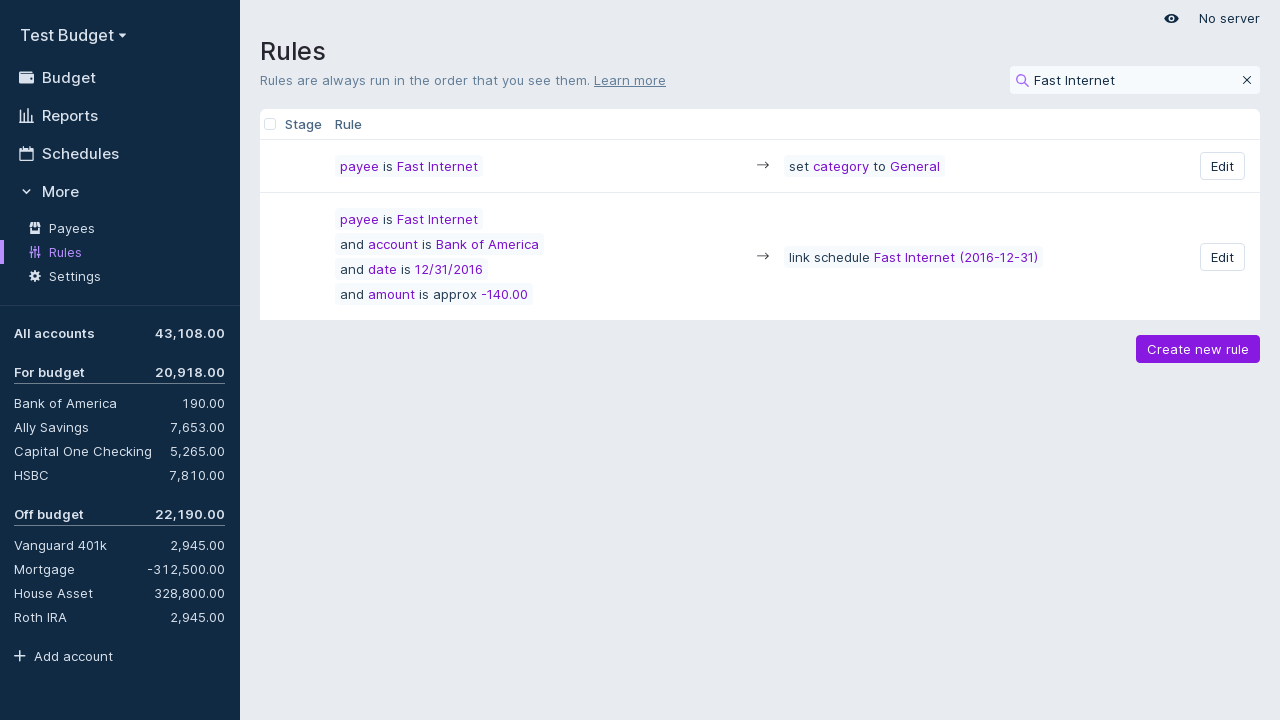 Test Budget
Budget
Reports
Schedules
More
Payees
Rules
Settings
All accounts 43,108.00
For budget 20,918.00
Bank of America 190.00
Ally Savings 7,653.00
Capital One Checking 5,265.00
HSBC 7,810.00
Off budget 22,190.00
Vanguard 401k 2,945.00
Mortgage -312,500.00
House Asset 328,800.00
Roth IRA 2,945.00
Add account
No server
Rules
Rules are always run in the order that you see them. Learn more
Fast Internet
Stage Rule
payee is Fast Internet → set category to General Edit
payee is Fast Internet
and account is Bank of America
→ link schedule Fast Internet (2016-12-31) Edit
and date is 12/31/2016
and amount is approx -140.00
Create new rule